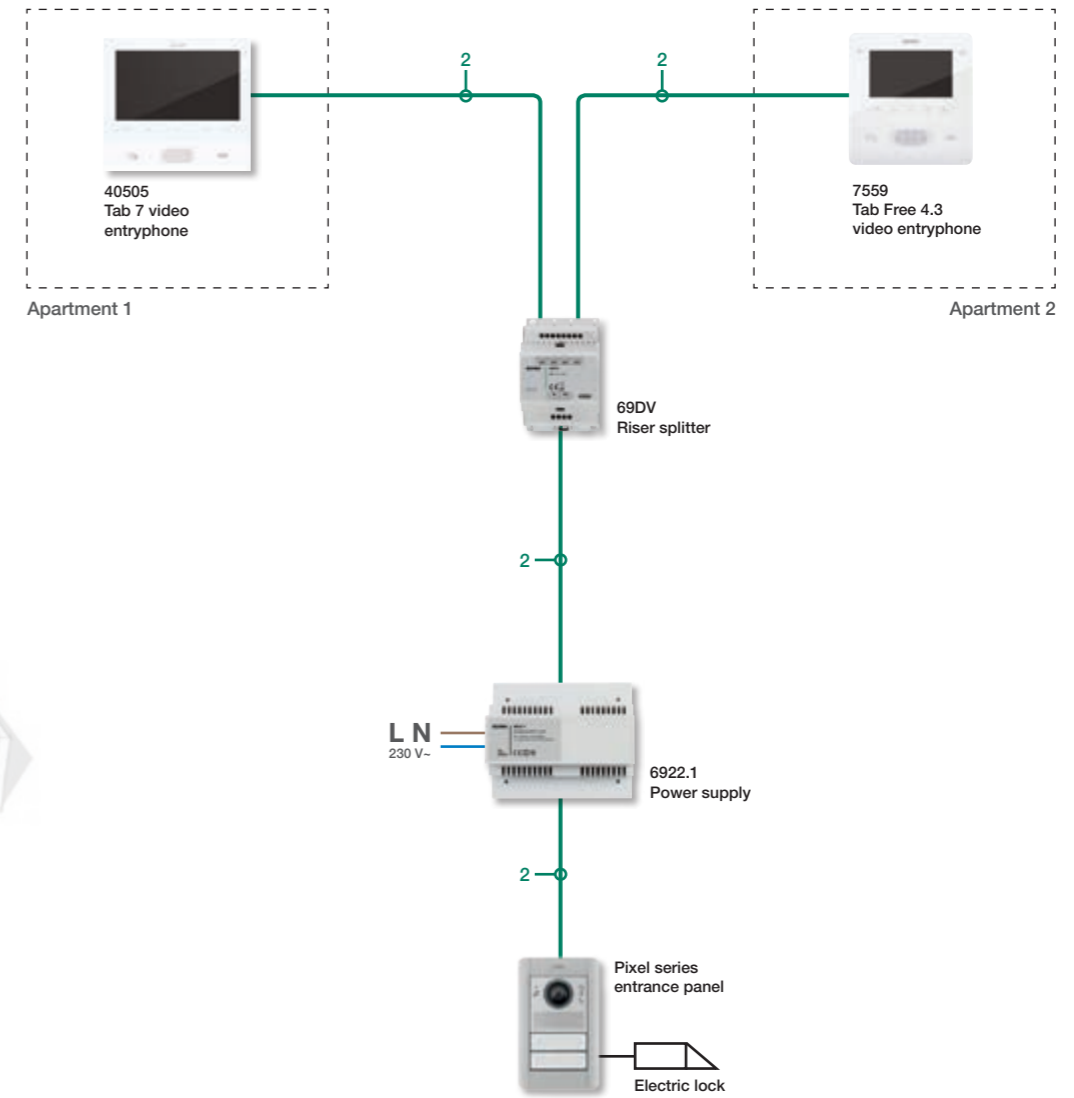 2
2
40505
Tab 7 video
entryphone
7559
Tab Free 4.3
video entryphone
Apartment 1
Apartment 2
69DV
Riser splitter
2
L N
230 V~
6922.1
Power supply
2
Pixel series
entrance panel
Electric lock